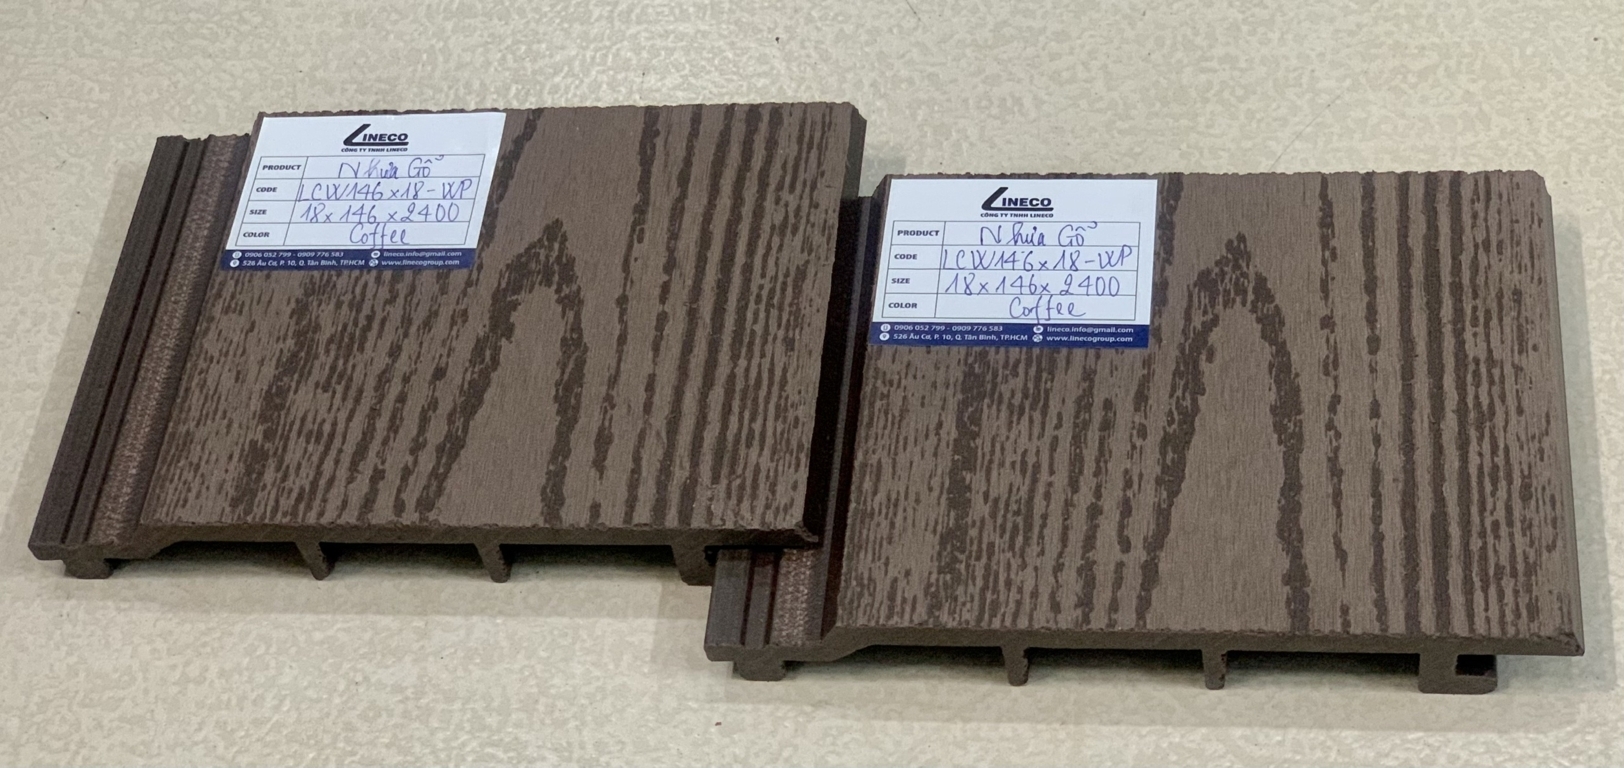 LINECO
CÔNG TY TNHH LINECO
PRODUCT Nhựa Gỗ
CODE LCW146x18-WP
SIZE 18x146x2400
COLOR Coffee
0906 052 799 - 0909 776 583 lineco.info@gmail.com
526 Âu Cơ, P. 10, Q. Tân Bình, TP.HCM www.linecogroup.com
LINECO
CÔNG TY TNHH LINECO
PRODUCT Nhựa Gỗ
CODE LCW146x18-WP
SIZE 18x146x2400
COLOR Coffee
0906 052 799 - 0909 776 583 lineco.info@gmail.com
526 Âu Cơ, P. 10, Q. Tân Bình, TP.HCM www.linecogroup.com